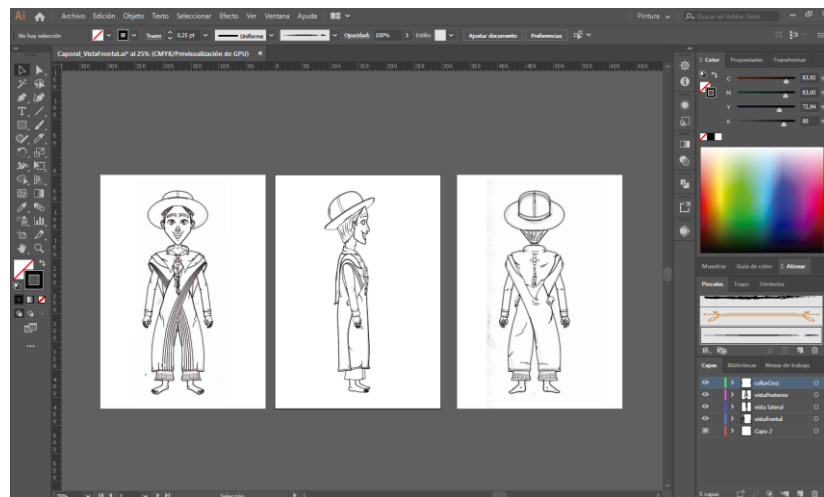 Ai Archivo Edición Objeto Texto Seleccionar Efecto Ver Ventana Ayuda Pintura Buscar en Adobe Stock
No hay selección Trazo: 0,25 pt Uniforme Opacidad: 100% Estilo: Ajustar documento Preferencias
Caporal_VistaFrontal.ai* al 25% (CMYK/Previsualización de GPU) ×
Color Propiedades Transformar
C 83.92
M 83.05
Y 72.94
K 80
Muestras Guía de color Alinear
Pinceles Trazo Símbolos
Capas Bibliotecas Mesas de trabajo
collarCruz
vistaPosterior
vista lateral
vistafrontal
Capa 2
5 capas
25% Selección